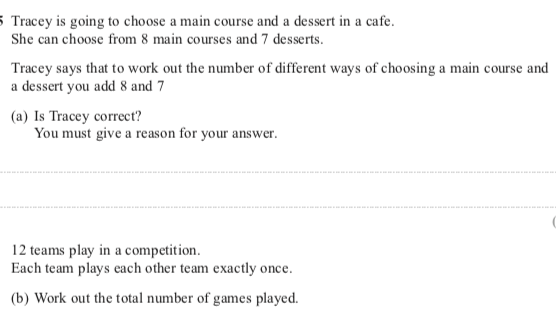 5 Tracey is going to choose a main course and a dessert in a cafe.
She can choose from 8 main courses and 7 desserts.
Tracey says that to work out the number of different ways of choosing a main course and
a dessert you add 8 and 7
(a) Is Tracey correct?
You must give a reason for your answer.
(
12 teams play in a competition.
Each team plays each other team exactly once.
(b) Work out the total number of games played.